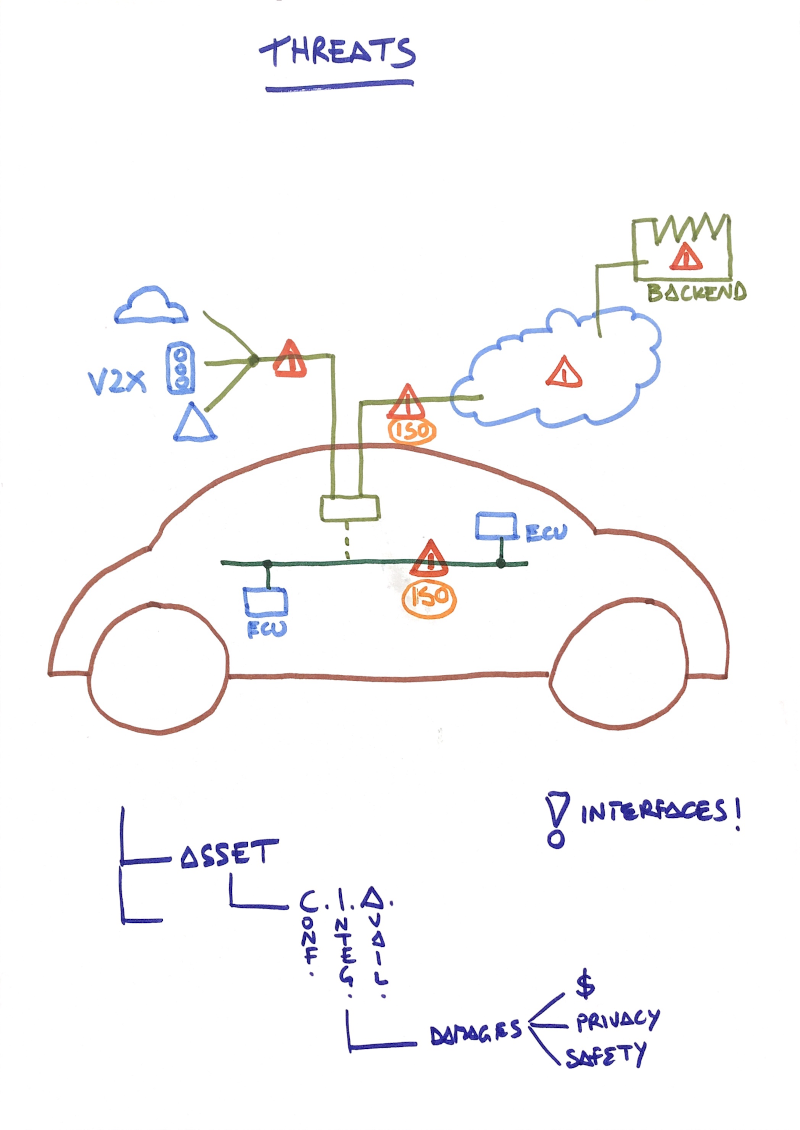 THREATS
BACKEND
V2X
ISO
ECU
ISO
ECU
INTERFACES!
ASSET
C.I.A.
CONF.
INTEG.
AVAIL.
$
DAMAGES
PRIVACY
SAFETY